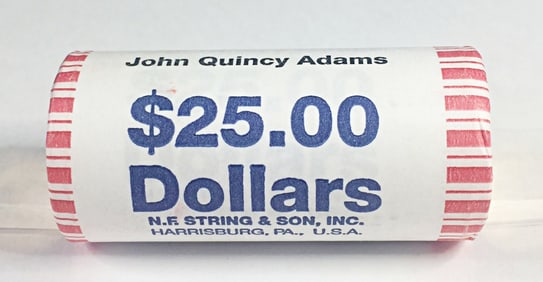 John Quincy Adams
$25.00
Dollars
N.F. STRING & SON, INC.
HARRISBURG, PA., U.S.A.